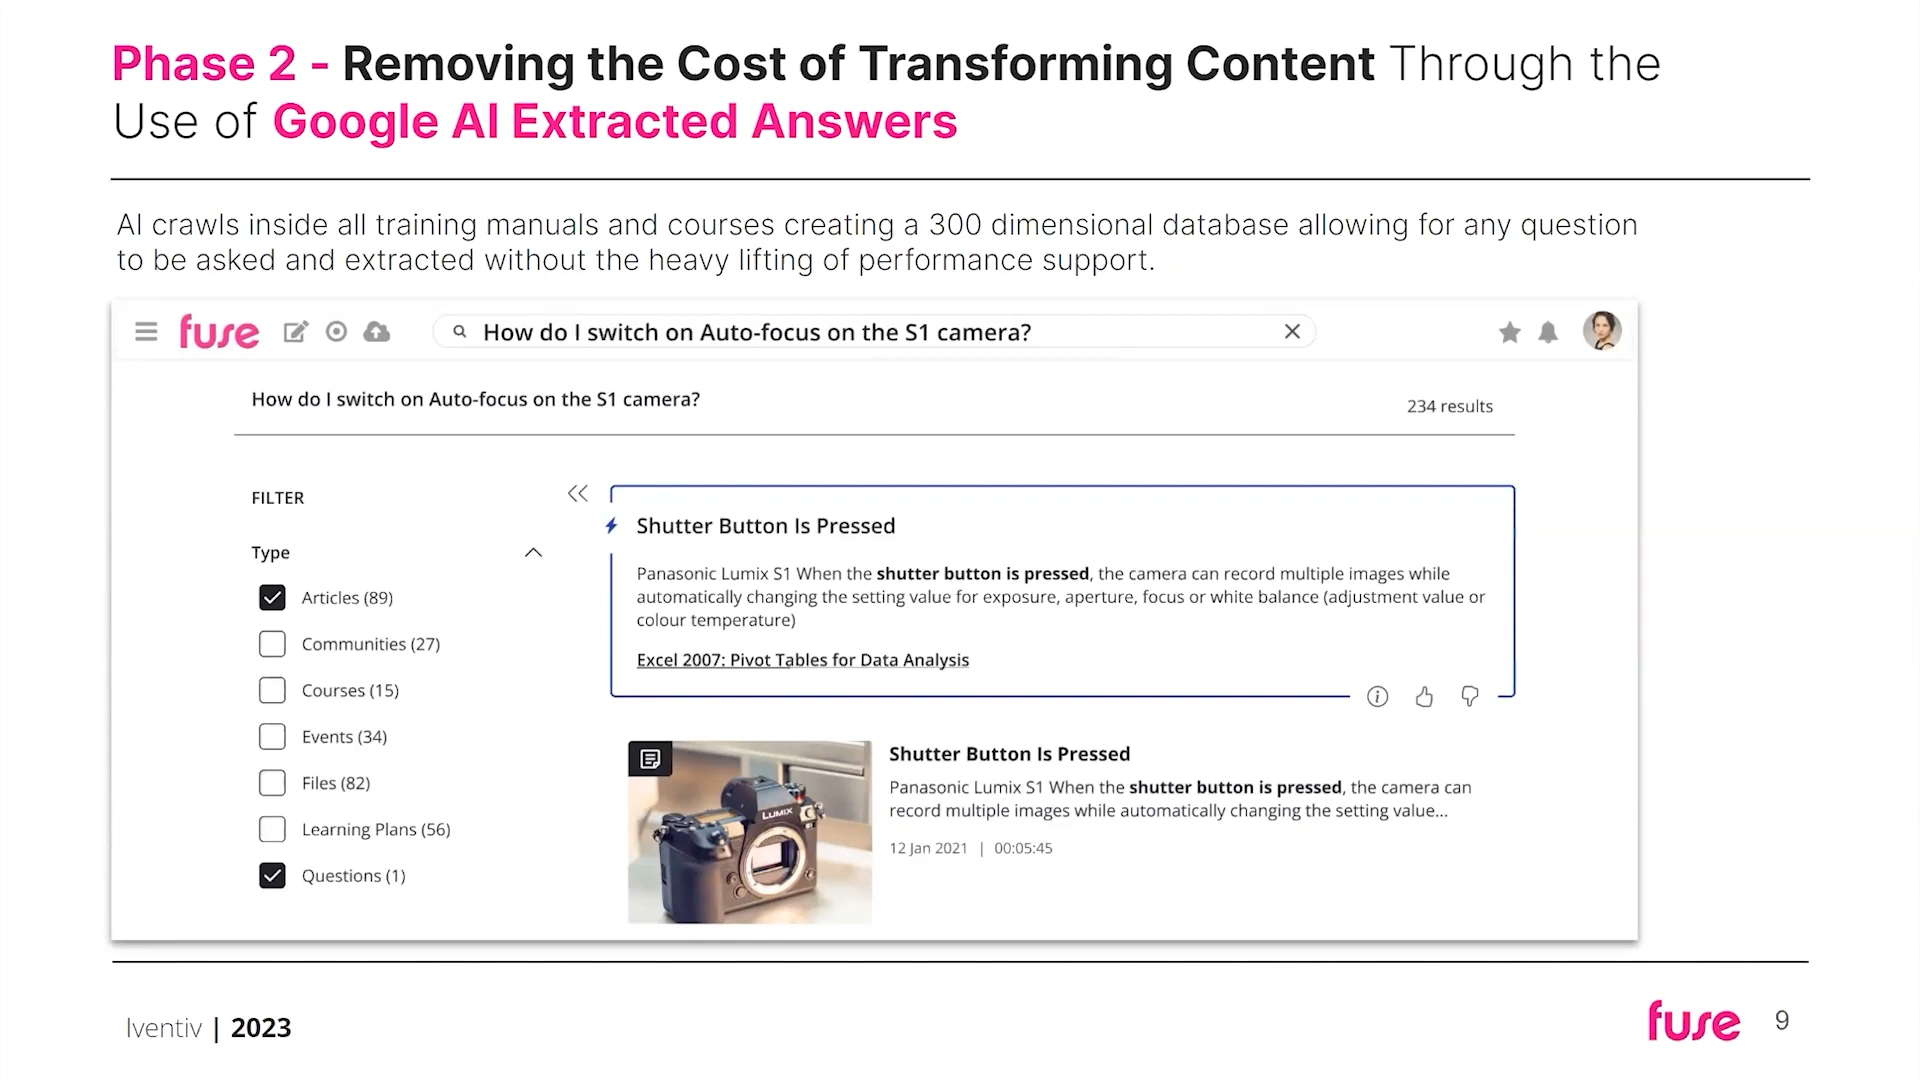 Phase 2 - Removing the Cost of Transforming Content Through the
Use of Google AI Extracted Answers
AI crawls inside all training manuals and courses creating a 300 dimensional database allowing for any question
to be asked and extracted without the heavy lifting of performance support.
fuse
How do I switch on Auto-focus on the S1 camera?
How do I switch on Auto-focus on the S1 camera?
234 results
FILTER
Type
Articles (89)
Communities (27)
Courses (15)
Events (34)
Files (82)
Learning Plans (56)
Questions (1)
Shutter Button Is Pressed
Panasonic Lumix S1 When the shutter button is pressed, the camera can record multiple images while
automatically changing the setting value for exposure, aperture, focus or white balance (adjustment value or
colour temperature)
Excel 2007: Pivot Tables for Data Analysis
LUMIX
Shutter Button Is Pressed
Panasonic Lumix S1 When the shutter button is pressed, the camera can
record multiple images while automatically changing the setting value...
12 Jan 2021 | 00:05:45
Iventiv | 2023
fuse
9